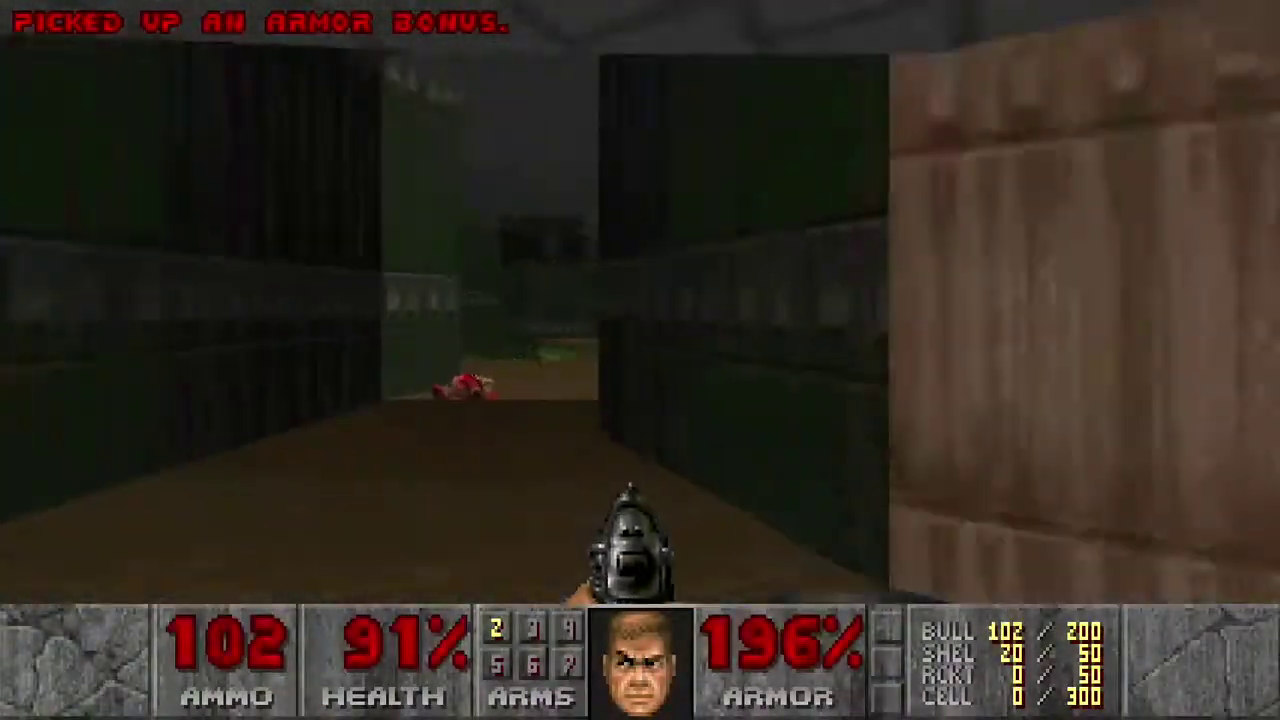 PICKED UP AN ARMOR BONUS.
102 91% 2 3 4 196% BULL 102 / 200
5 6 7 SHEL 20 / 50
RCKT 0 / 50
AMMO HEALTH ARMS ARMOR CELL 0 / 300